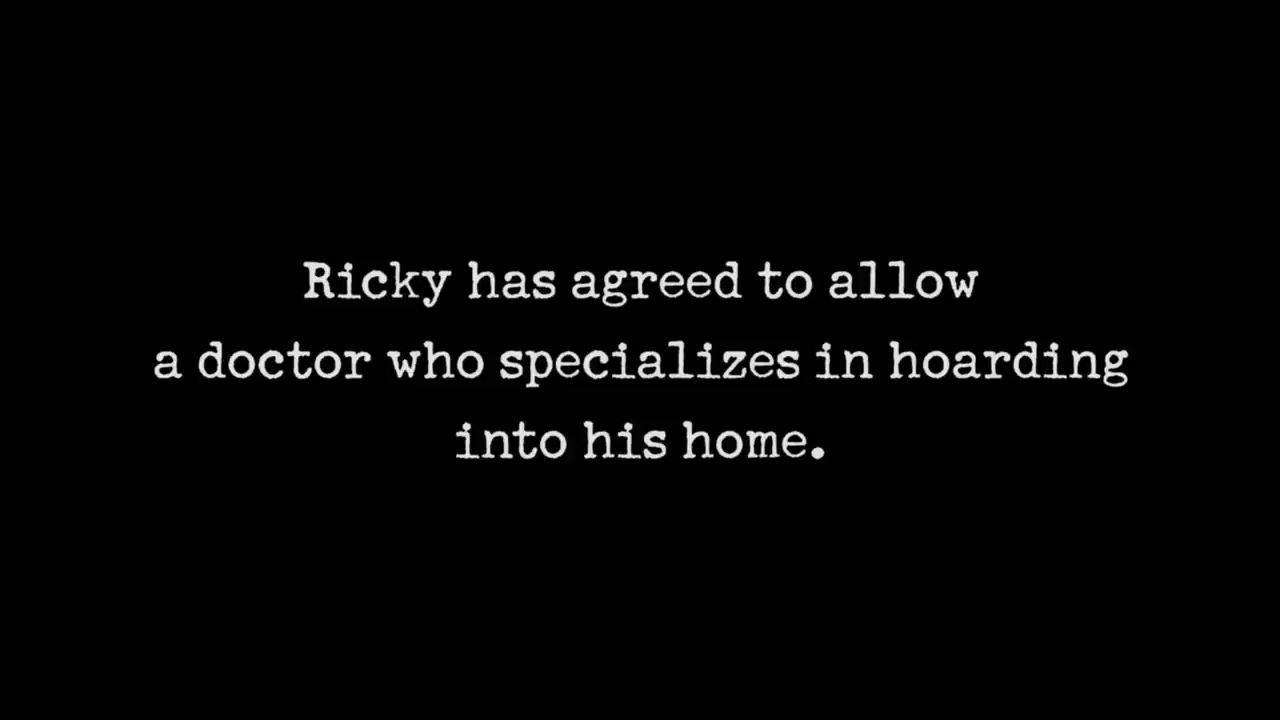 Ricky has agreed to allow
a doctor who specializes in hoarding
into his home.